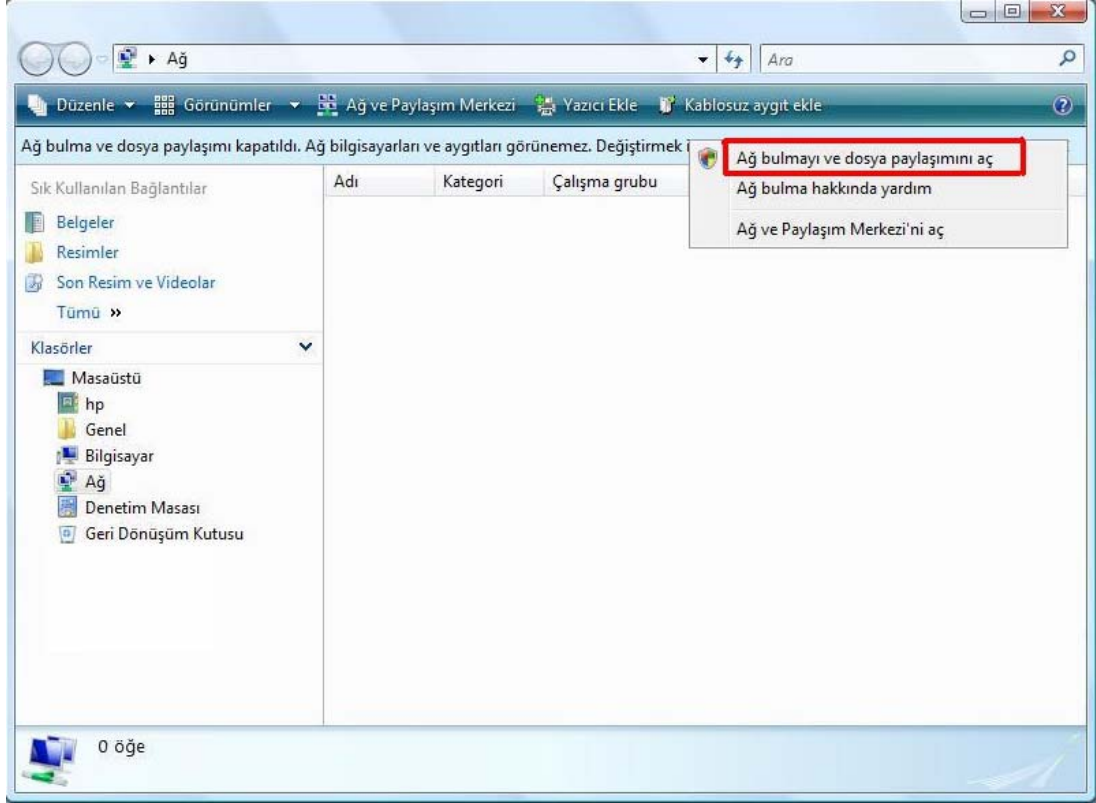 Ağ
Ara
Düzenle Görünümler Ağ ve Paylaşım Merkezi Yazıcı Ekle Kablosuz aygıt ekle
Ağ bulma ve dosya paylaşımı kapatıldı. Ağ bilgisayarları ve aygıtları görünemez. Değiştirmek
Ağ bulmayı ve dosya paylaşımını aç
Ağ bulma hakkında yardım
Ağ ve Paylaşım Merkezi'ni aç
Sık Kullanılan Bağlantılar
Belgeler
Resimler
Son Resim ve Videolar
Tümü »
Adı Kategori Çalışma grubu
Klasörler
Masaüstü
hp
Genel
Bilgisayar
Ağ
Denetim Masası
Geri Dönüşüm Kutusu
0 öğe